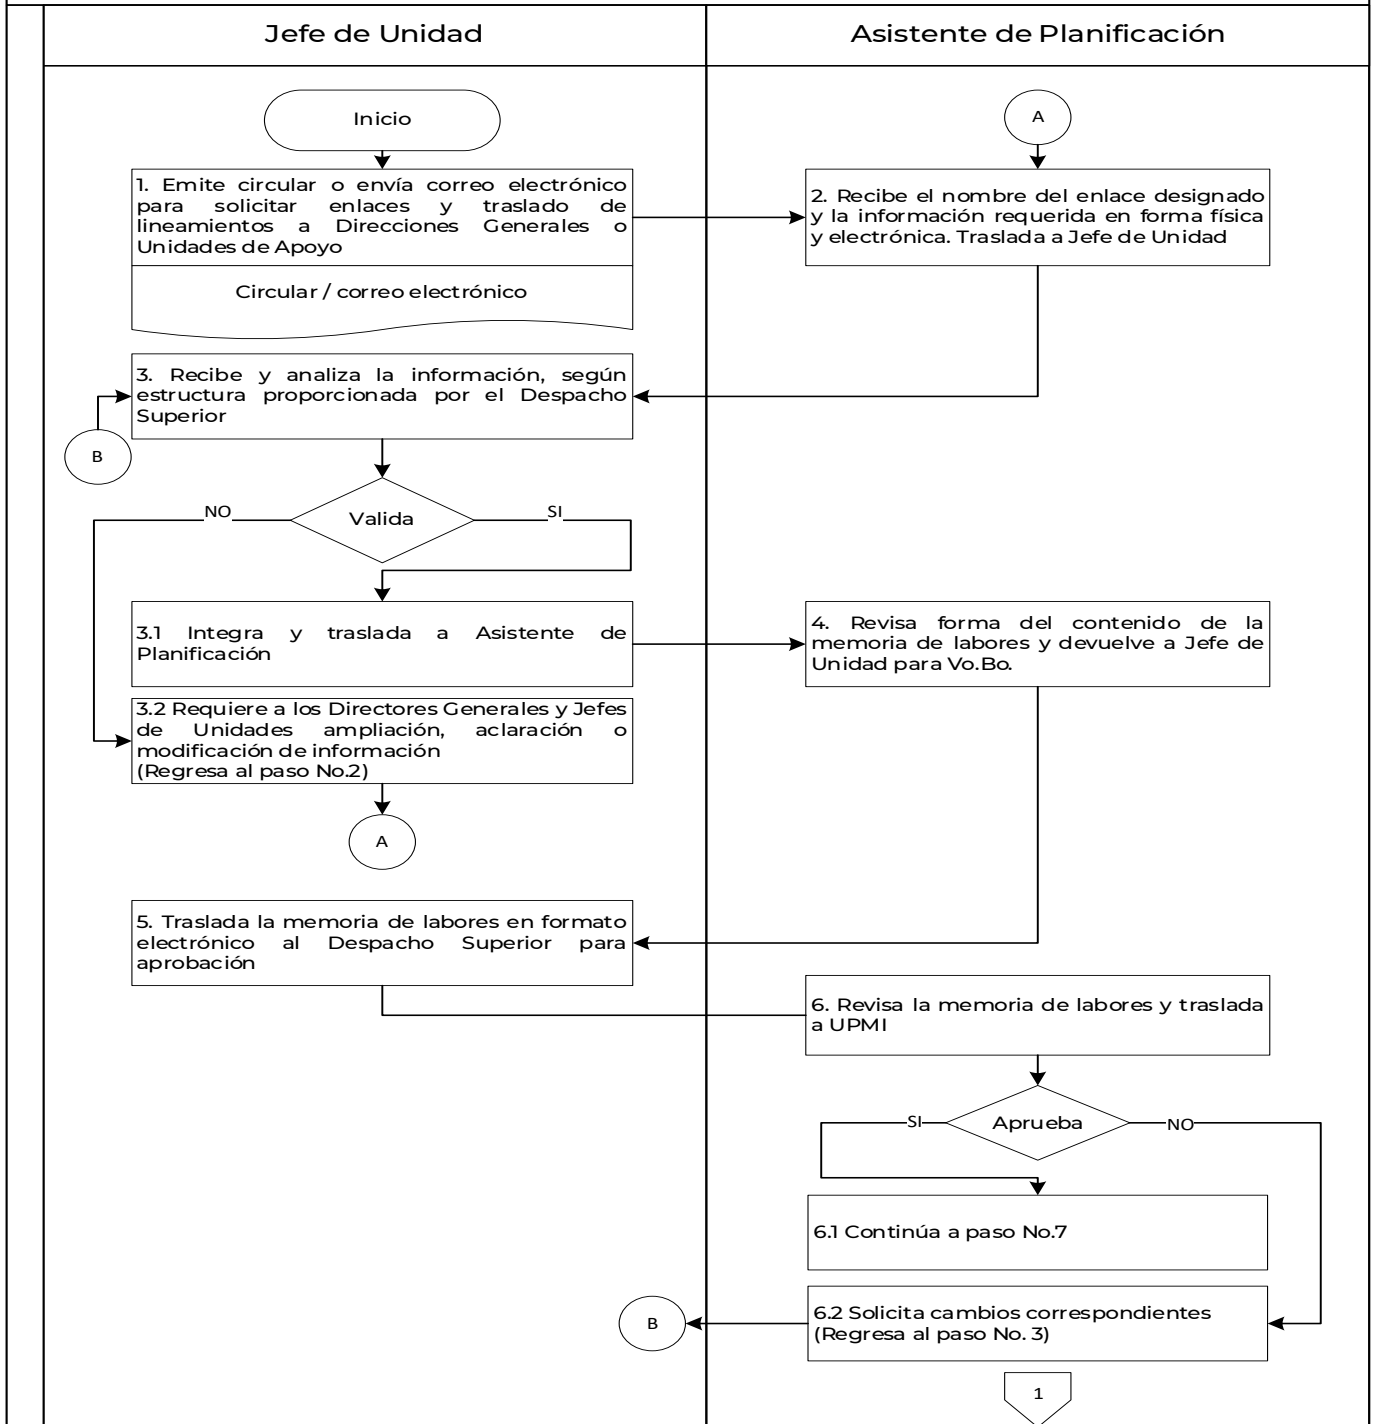 Jefe de Unidad
Asistente de Planificación
Inicio
A
1. Emite circular o envía correo electrónico
para solicitar enlaces y traslado de
lineamientos a Direcciones Generales o
Unidades de Apoyo
Circular / correo electrónico
2. Recibe el nombre del enlace designado
y la información requerida en forma física
y electrónica. Traslada a Jefe de Unidad
3. Recibe y analiza la información, según
estructura proporcionada por el Despacho
Superior
B
NO
Valida
SI
3.1 Integra y traslada a Asistente de
Planificación
4. Revisa forma del contenido de la
memoria de labores y devuelve a Jefe de
Unidad para Vo.Bo.
3.2 Requiere a los Directores Generales y Jefes
de Unidades ampliación, aclaración o
modificación de información
(Regresa al paso No.2)
A
5. Traslada la memoria de labores en formato
electrónico al Despacho Superior para
aprobación
6. Revisa la memoria de labores y traslada
a UPMI
SI
Aprueba
NO
6.1 Continúa a paso No.7
6.2 Solicita cambios correspondientes
(Regresa al paso No. 3)
B
1